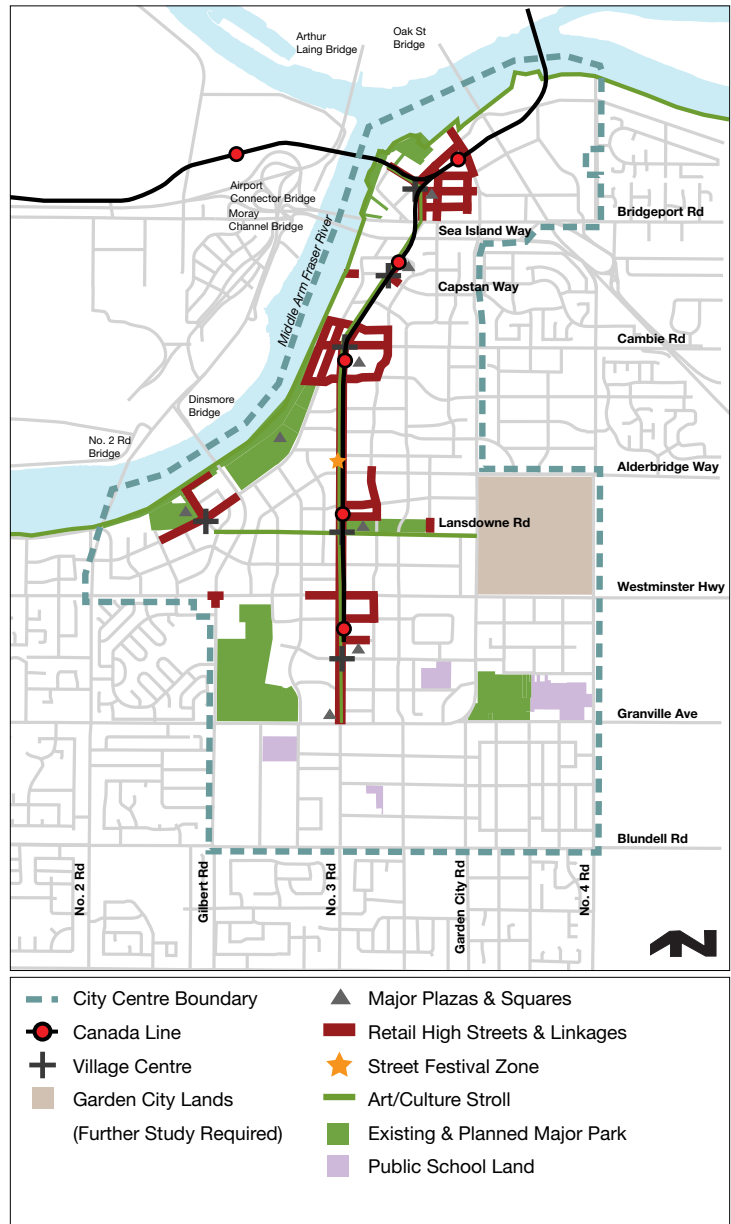 Arthur
Laing Bridge
Oak St
Bridge
Airport
Connector Bridge
Moray
Channel Bridge
Bridgeport Rd
Sea Island Way
Middle Arm Fraser River
Capstan Way
Cambie Rd
Dinsmore
Bridge
No. 2 Rd
Bridge
Alderbridge Way
Lansdowne Rd
Westminster Hwy
Granville Ave
Blundell Rd
No. 2 Rd
Gilbert Rd
No. 3 Rd
Garden City Rd
No. 4 Rd
N
City Centre Boundary
Canada Line
Village Centre
Garden City Lands
(Further Study Required)
Major Plazas & Squares
Retail High Streets & Linkages
Street Festival Zone
Art/Culture Stroll
Existing & Planned Major Park
Public School Land